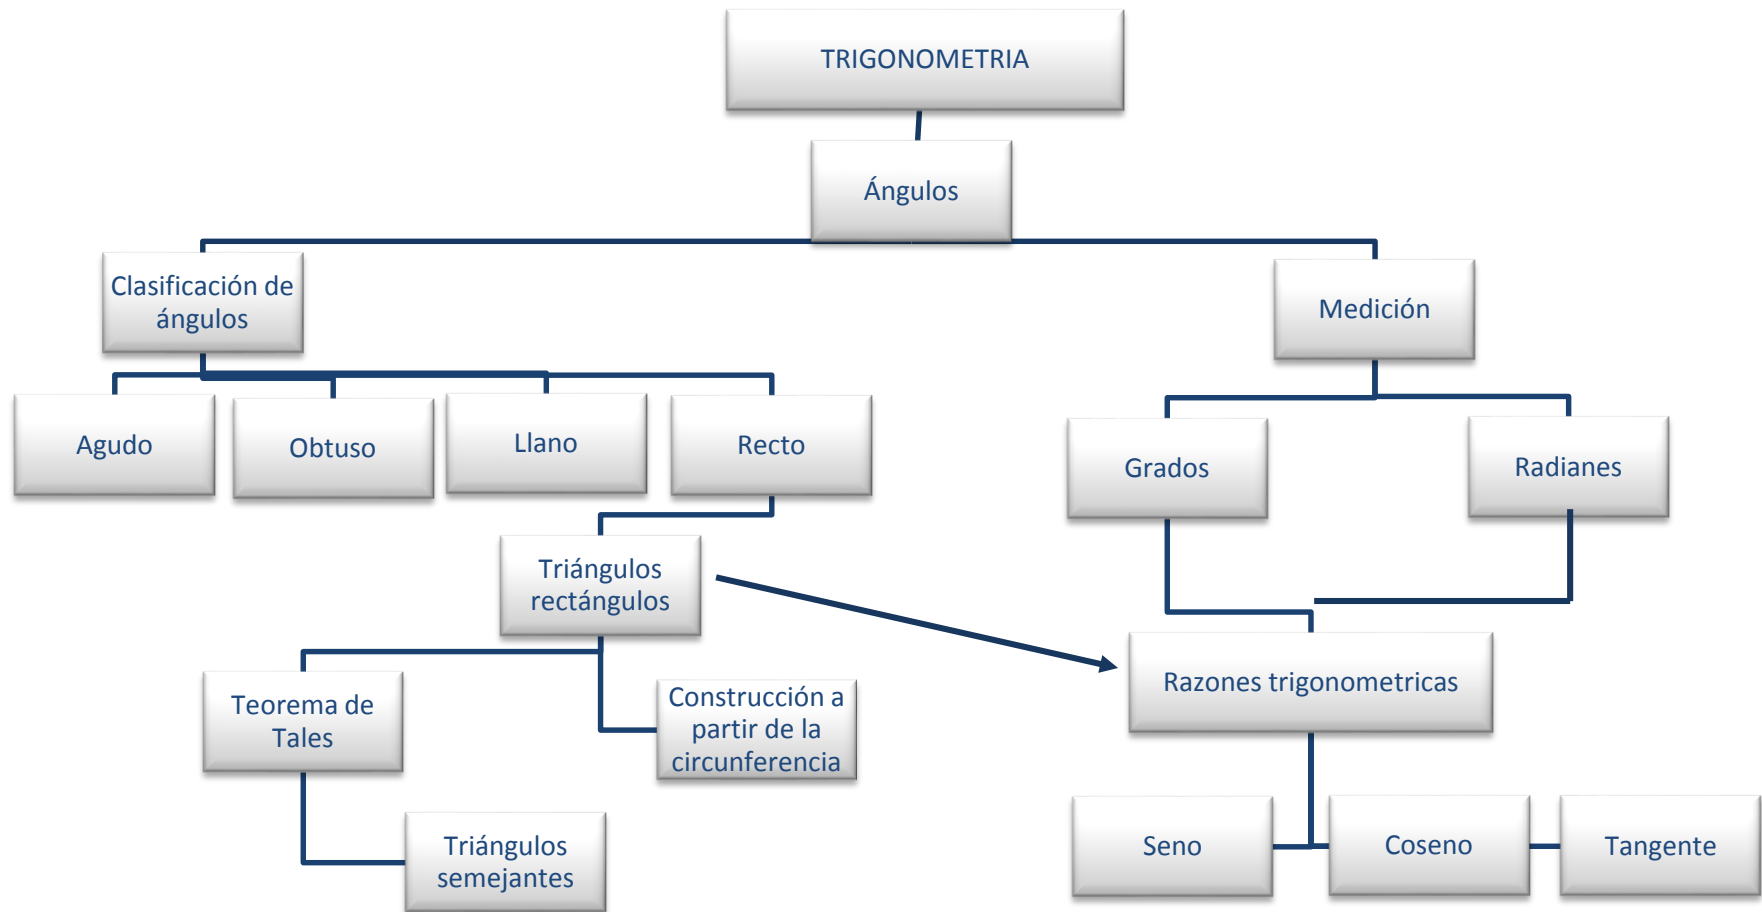 TRIGONOMETRIA
Ángulos
Clasificación de
ángulos
Medición
Agudo
Obtuso
Llano
Recto
Grados
Radianes
Triángulos
rectángulos
Razones trigonometricas
Teorema de
Tales
Construcción a
partir de la
circunferencia
Triángulos
semejantes
Seno
Coseno
Tangente